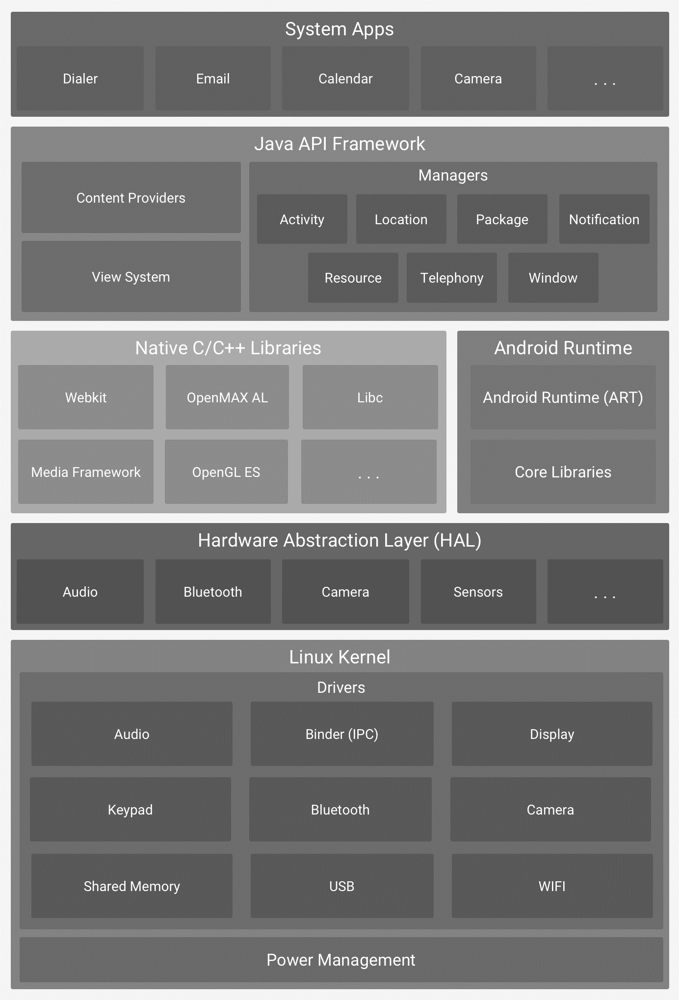 System Apps
Dialer
Email
Calendar
Camera
. . .
Java API Framework
Content Providers
View System
Managers
Activity
Location
Package
Notification
Resource
Telephony
Window
Native C/C++ Libraries
Webkit
OpenMAX AL
Libc
Media Framework
OpenGL ES
. . .
Android Runtime
Android Runtime (ART)
Core Libraries
Hardware Abstraction Layer (HAL)
Audio
Bluetooth
Camera
Sensors
. . .
Linux Kernel
Drivers
Audio
Binder (IPC)
Display
Keypad
Bluetooth
Camera
Shared Memory
USB
WIFI
Power Management